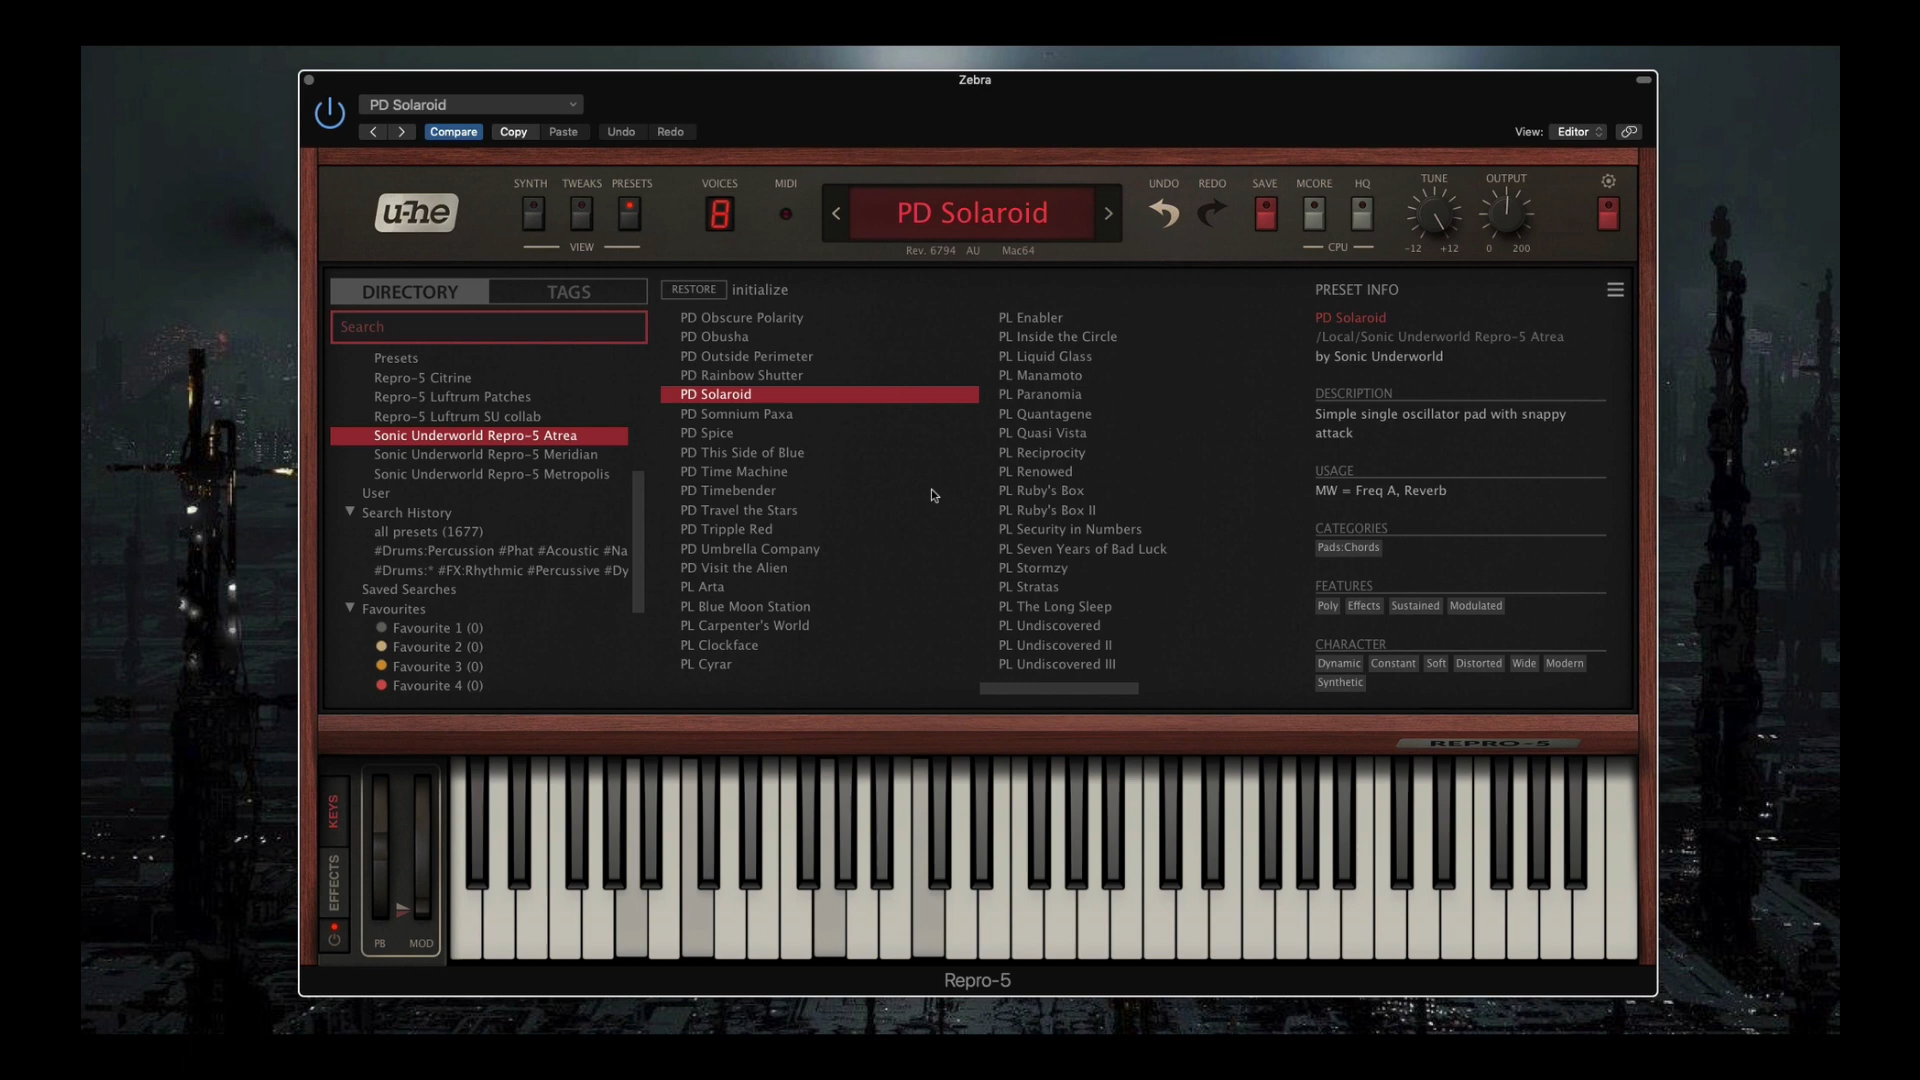 Zebra
PD Solaroid
Compare
Copy
Paste
Undo
Redo
View:
Editor
u-he
SYNTH
TWEAKS
PRESETS
VIEW
VOICES
8
MIDI
PD Solaroid
Rev. 6794 AU Mac64
UNDO
REDO
SAVE
MCORE
HQ
CPU
TUNE
-12 +12
OUTPUT
0 200
DIRECTORY
TAGS
Search
Presets
Repro-5 Citrine
Repro-5 Luftrum Patches
Repro-5 Luftrum SU collab
Sonic Underworld Repro-5 Atrea
Sonic Underworld Repro-5 Meridian
Sonic Underworld Repro-5 Metropolis
User
Search History
all presets (1677)
#Drums:Percussion #Phat #Acoustic #Na
#Drums:* #FX:Rhythmic #Percussive #Dy
Saved Searches
Favourites
Favourite 1 (0)
Favourite 2 (0)
Favourite 3 (0)
Favourite 4 (0)
RESTORE initialize
PD Obscure Polarity
PD Obusha
PD Outside Perimeter
PD Rainbow Shutter
PD Solaroid
PD Somnium Paxa
PD Spice
PD This Side of Blue
PD Time Machine
PD Timebender
PD Travel the Stars
PD Tripple Red
PD Umbrella Company
PD Visit the Alien
PL Arta
PL Blue Moon Station
PL Carpenter's World
PL Clockface
PL Cyrar
PL Enabler
PL Inside the Circle
PL Liquid Glass
PL Manamoto
PL Paranomia
PL Quantagene
PL Quasi Vista
PL Reciprocity
PL Renowed
PL Ruby's Box
PL Ruby's Box II
PL Security in Numbers
PL Seven Years of Bad Luck
PL Stormzy
PL Stratas
PL The Long Sleep
PL Undiscovered
PL Undiscovered II
PL Undiscovered III
PRESET INFO
PD Solaroid
/Local/Sonic Underworld Repro-5 Atrea
by Sonic Underworld
DESCRIPTION
Simple single oscillator pad with snappy
attack
USAGE
MW = Freq A, Reverb
CATEGORIES
Pads:Chords
FEATURES
Poly Effects Sustained Modulated
CHARACTER
Dynamic Constant Soft Distorted Wide Modern
Synthetic
REPRO-5
KEYS
EFFECTS
PB
MOD
Repro-5